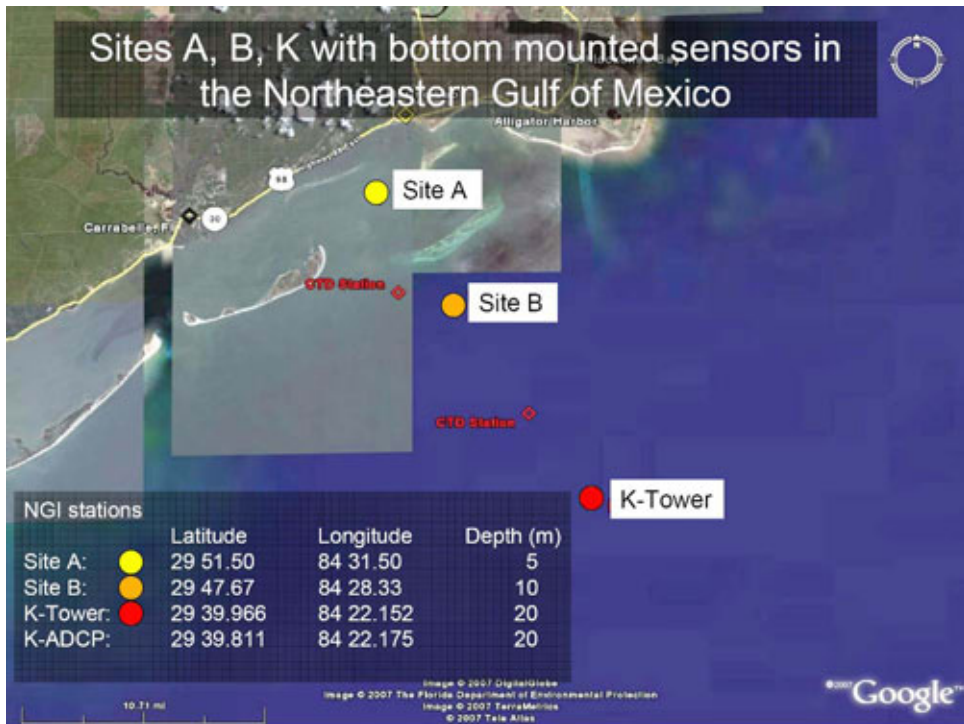 Sites A, B, K with bottom mounted sensors in
the Northeastern Gulf of Mexico
Alligator Harbor
Site A
98
30
Carrabelle, F
CTD Station
Site B
CTD Station
K-Tower
NGI stations
Latitude Longitude Depth (m)
Site A: 29 51.50 84 31.50 5
Site B: 29 47.67 84 28.33 10
K-Tower: 29 39.966 84 22.152 20
K-ADCP: 29 39.811 84 22.175 20
Image © 2007 DigitalGlobe
Image © 2007 The Florida Department of Environmental Protection
Image © 2007 TerraMetrics
© 2007 Tele Atlas
10.71 mi
©2007 Google™